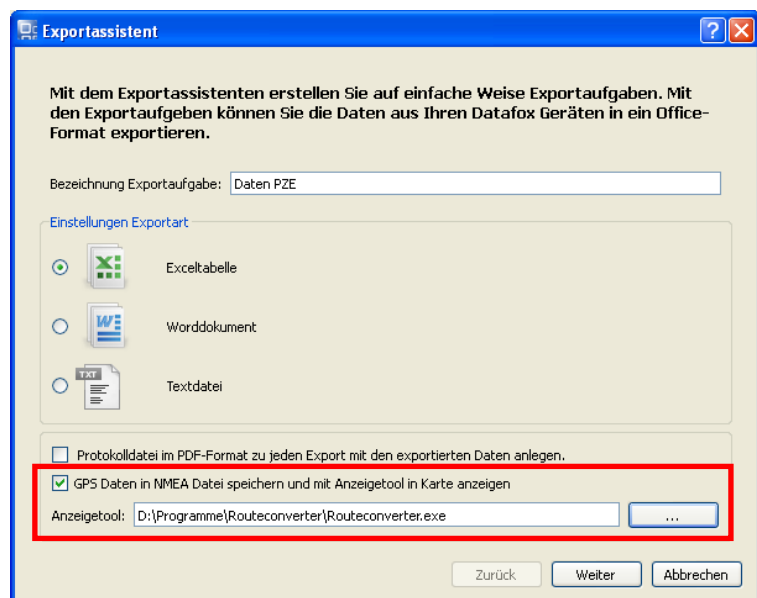 Exportassistent
Mit dem Exportassistenten erstellen Sie auf einfache Weise Exportaufgaben. Mit
den Exportaufgeben können Sie die Daten aus Ihren Datafox Geräten in ein Office-
Format exportieren.
Bezeichnung Exportaufgabe: Daten PZE
Einstellungen Exportart
Exceltabelle
Worddokument
TXT
Textdatei
Protokolldatei im PDF-Format zu jeden Export mit den exportierten Daten anlegen.
GPS Daten in NMEA Datei speichern und mit Anzeigetool in Karte anzeigen
Anzeigetool: D:\Programme\Routeconverter\Routeconverter.exe ...
Zurück Weiter Abbrechen